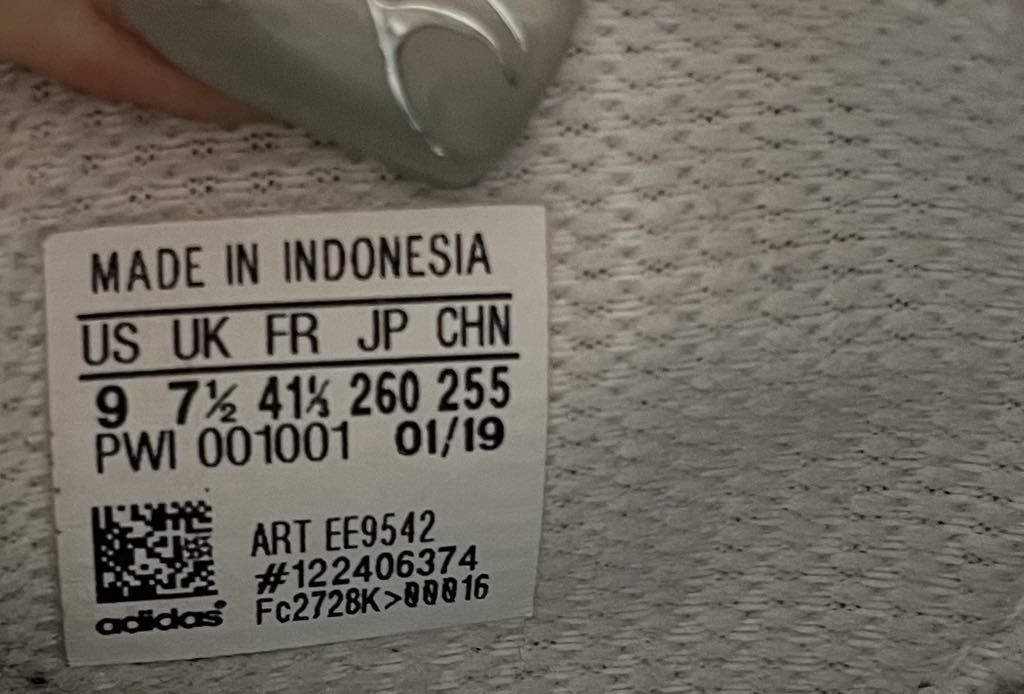 MADE IN INDONESIA
US UK FR JP CHN
9 7½ 41⅓ 260 255
PWI 001001 01/19
ART EE9542
#122406374
Fc2728K>00016
adidas